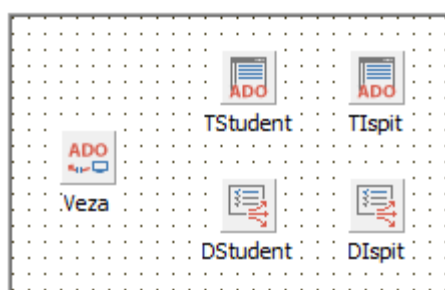 ADO
TStudent
ADO
TIspit
ADO
Veza
DStudent
DIspit